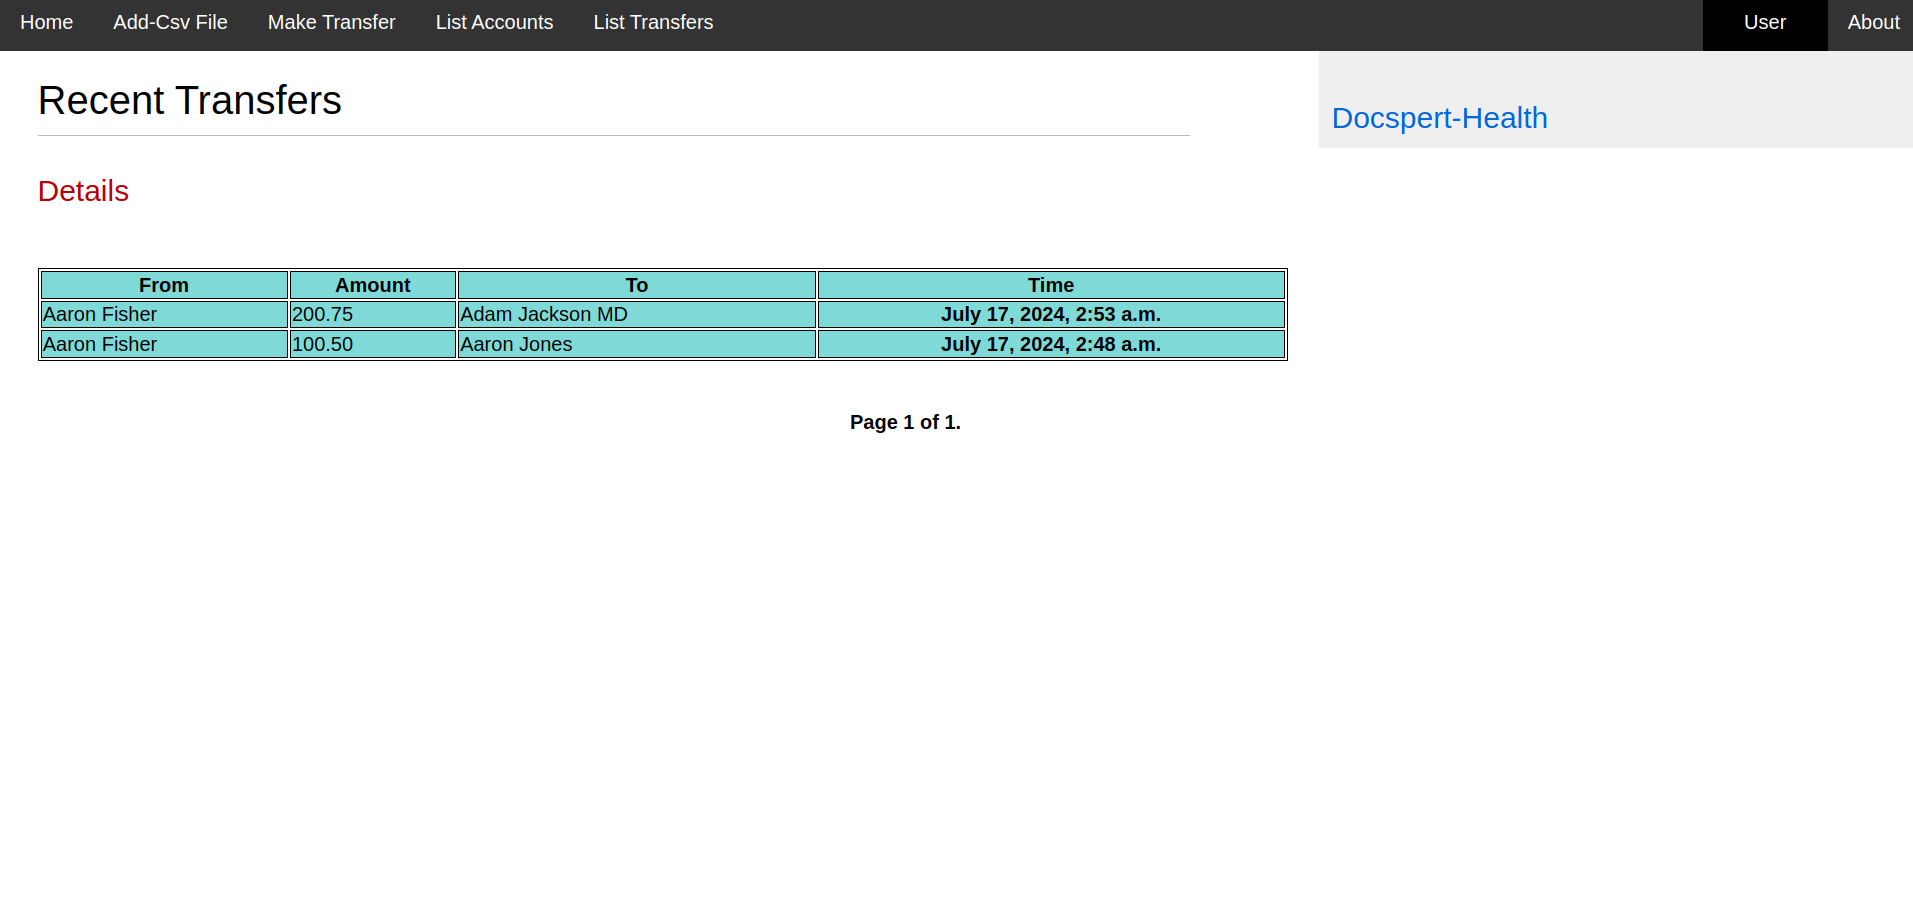 Home Add-Csv File Make Transfer List Accounts List Transfers User About
Recent Transfers
Docspert-Health
Details
From Amount To Time
Aaron Fisher 200.75 Adam Jackson MD July 17, 2024, 2:53 a.m.
Aaron Fisher 100.50 Aaron Jones July 17, 2024, 2:48 a.m.
Page 1 of 1.